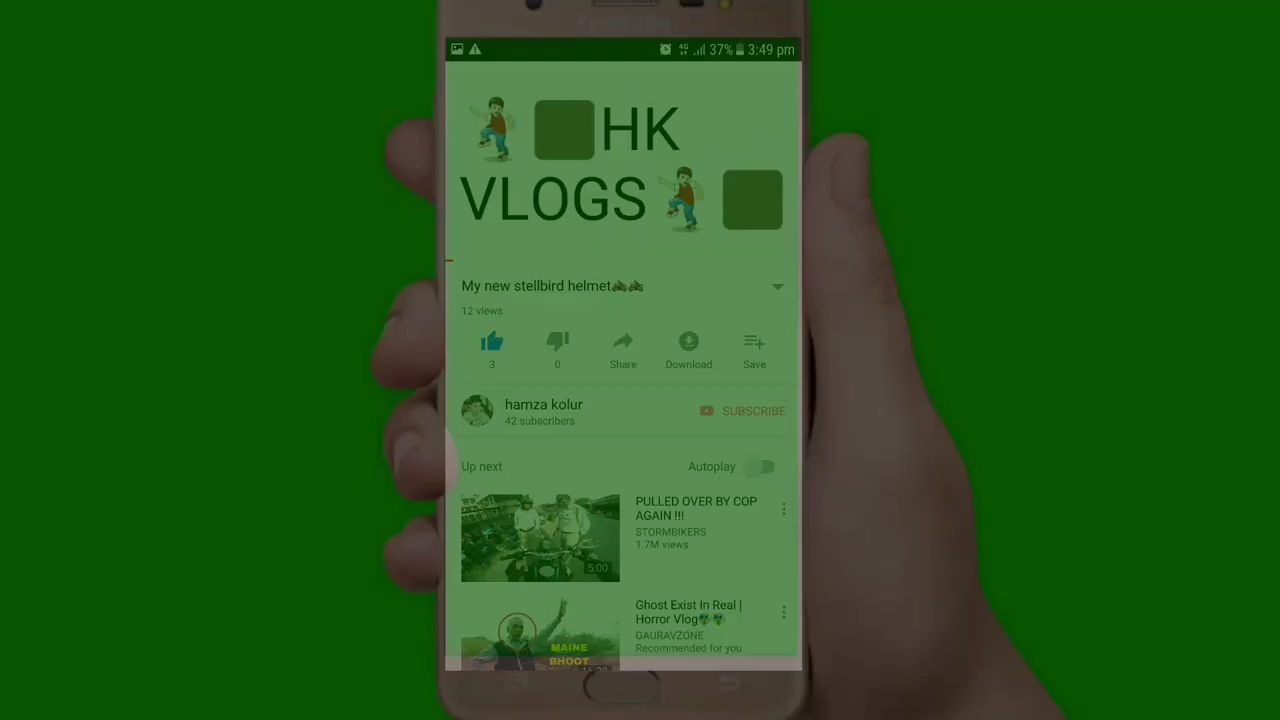 SAMSUNG
4G 37% 3:49 pm
HK
VLOGS
My new stellbird helmet
12 views
3 0 Share Download Save
hamza kolur
42 subscribers
SUBSCRIBE
Up next Autoplay
PULLED OVER BY COP
AGAIN !!!
STORMBIKERS
1.7M views
5:00
Ghost Exist In Real |
Horror Vlog
GAURAVZONE
Recommended for you
MAINE
BHOOT